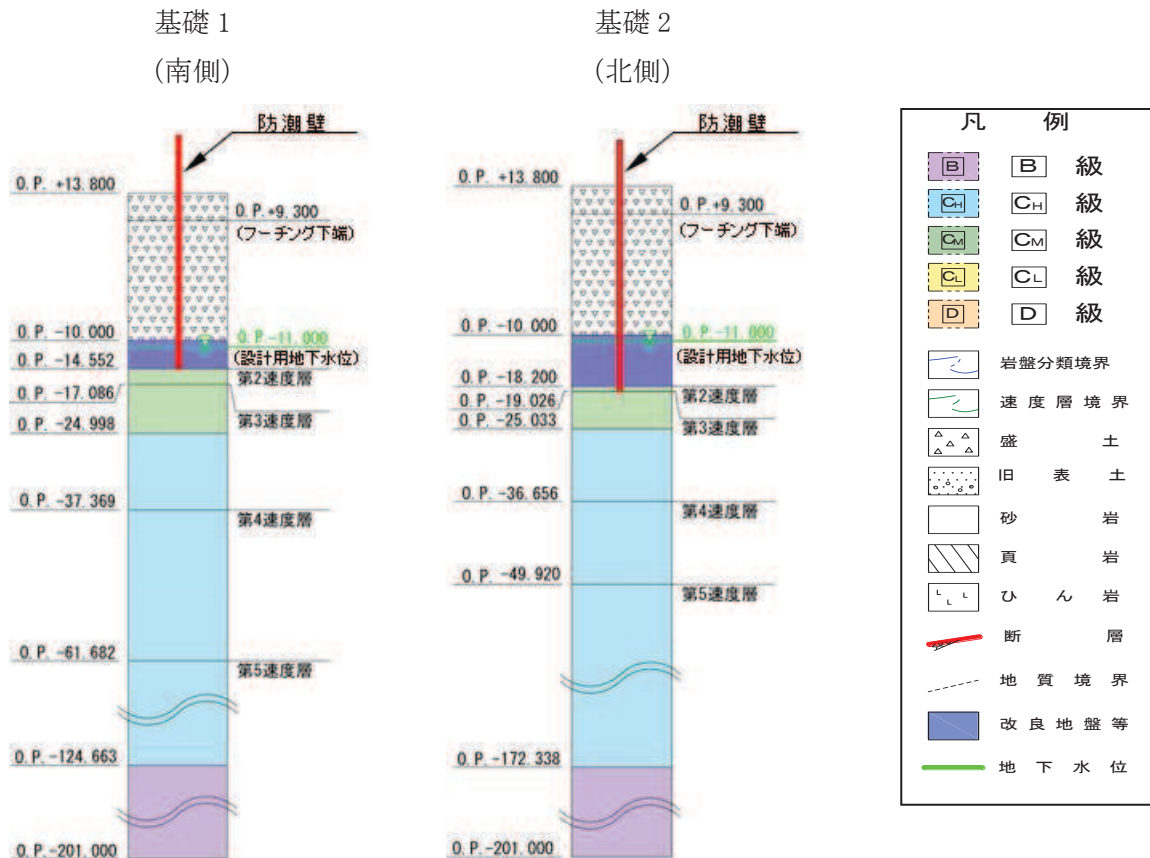 基礎 1
(南側)
防潮壁
O.P. +13.800
O.P.+9.300
(フーチング下端)
O.P. -10.000
O.P.-11.000
(設計用地下水位)
O.P. -14.552
第2速度層
O.P. -17.086
第3速度層
O.P. -24.998
O.P. -37.369
第4速度層
O.P. -61.682
第5速度層
O.P. -124.663
O.P. -201.000
基礎 2
(北側)
防潮壁
O.P. +13.800
O.P.+9.300
(フーチング下端)
O.P. -10.000
O.P.-11.000
(設計用地下水位)
O.P. -18.200
第2速度層
O.P. -19.026
第3速度層
O.P. -25.033
O.P. -36.656
第4速度層
O.P. -49.920
第5速度層
O.P. -172.338
O.P. -201.000
凡 例
B B 級
CH CH 級
CM CM 級
CL CL 級
D D 級
岩盤分類境界
速度層境界
盛 土
旧 表 土
砂 岩
頁 岩
ひ ん 岩
断 層
地 質 境 界
改 良 地 盤 等
地 下 水 位